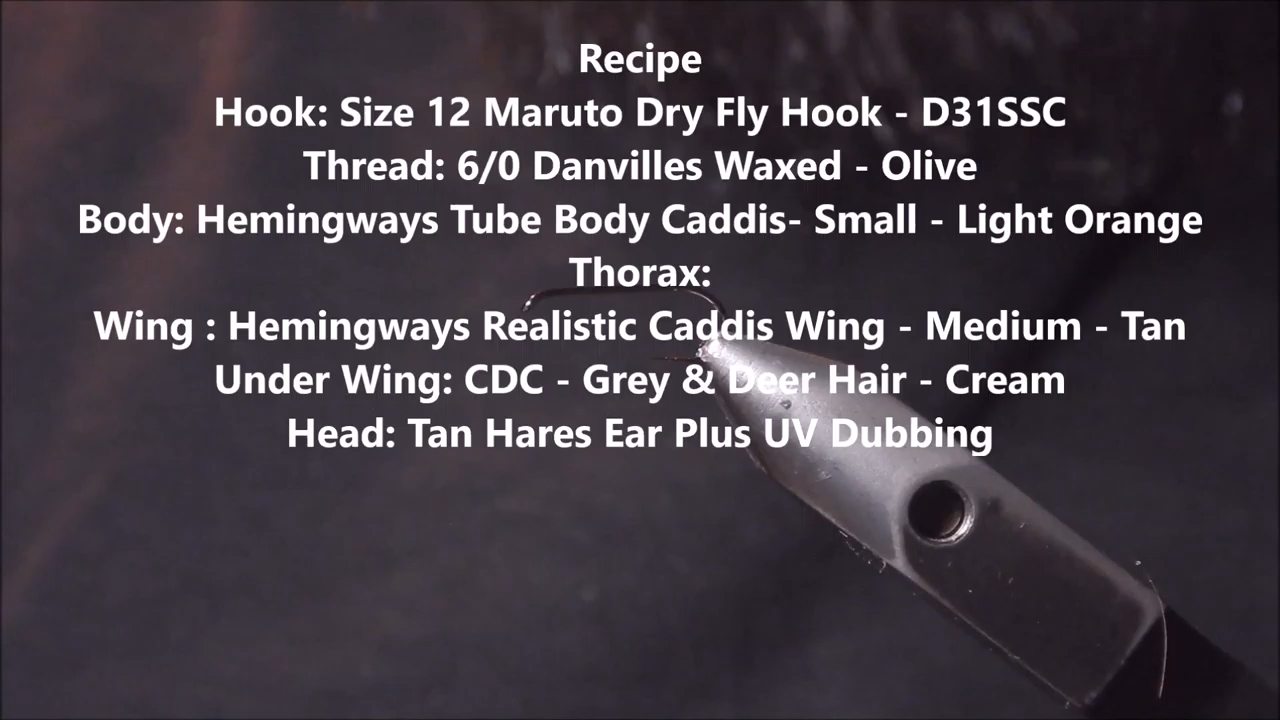 Recipe
Hook: Size 12 Maruto Dry Fly Hook - D31SSC
Thread: 6/0 Danvilles Waxed - Olive
Body: Hemingways Tube Body Caddis- Small - Light Orange
Thorax:
Wing : Hemingways Realistic Caddis Wing - Medium - Tan
Under Wing: CDC - Grey & Deer Hair - Cream
Head: Tan Hares Ear Plus UV Dubbing